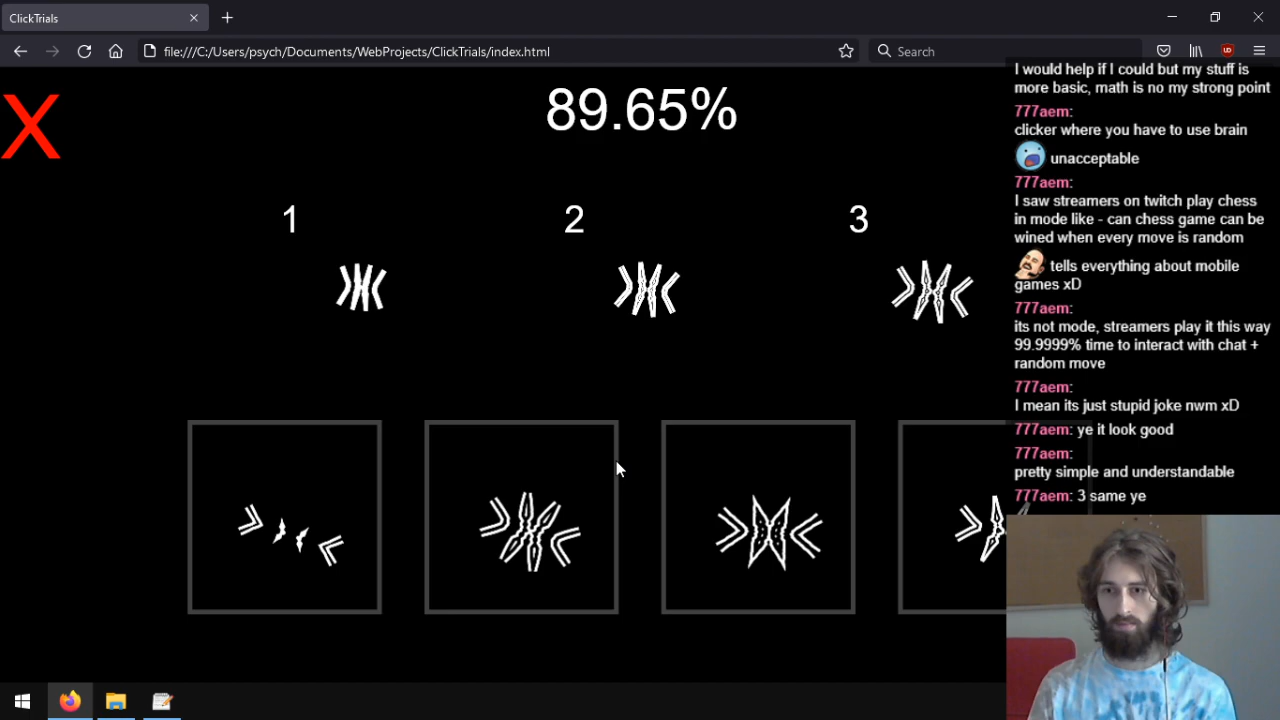 ClickTrials
file:///C:/Users/psych/Documents/WebProjects/ClickTrials/index.html
Search
X
89.65%
1 2 3
I would help if I could but my stuff is
more basic, math is no my strong point
777aem:
clicker where you have to use brain
unacceptable
777aem:
I saw streamers on twitch play chess
in mode like - can chess game can be
wined when every move is random
tells everything about mobile
games xD
777aem:
its not mode, streamers play it this way
99.9999% time to interact with chat +
random move
777aem:
I mean its just stupid joke nwm xD
777aem: ye it look good
777aem:
pretty simple and understandable
777aem: 3 same ye